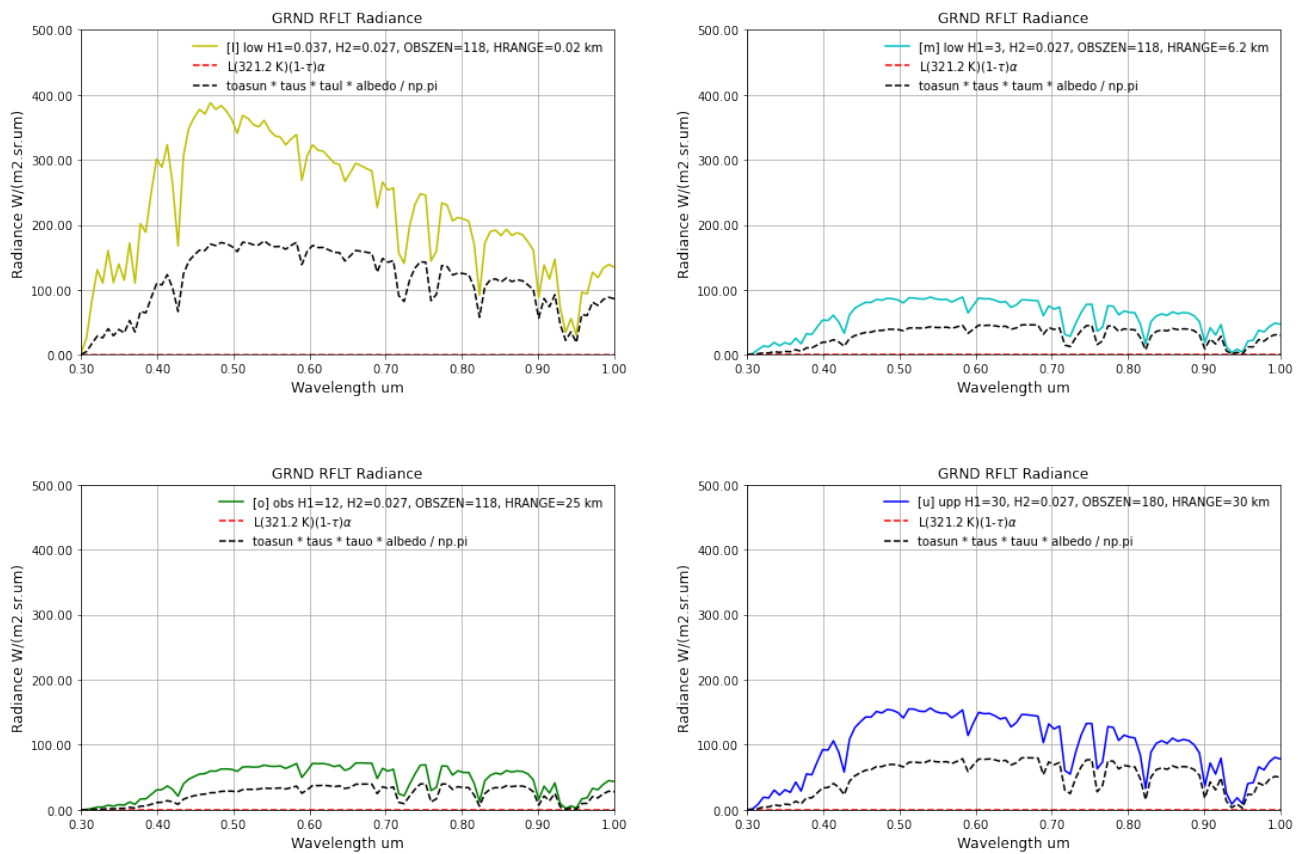 GRND RFLT Radiance
500.00
400.00
300.00
200.00
100.00
0.00
Radiance W/(m2.sr.um)
[l] low H1=0.037, H2=0.027, OBSZEN=118, HRANGE=0.02 km
L(321.2 K)(1-τ)α
toasun * taus * taul * albedo / np.pi
0.30 0.40 0.50 0.60 0.70 0.80 0.90 1.00
Wavelength um
GRND RFLT Radiance
500.00
400.00
300.00
200.00
100.00
0.00
Radiance W/(m2.sr.um)
[m] low H1=3, H2=0.027, OBSZEN=118, HRANGE=6.2 km
L(321.2 K)(1-τ)α
toasun * taus * taum * albedo / np.pi
0.30 0.40 0.50 0.60 0.70 0.80 0.90 1.00
Wavelength um
GRND RFLT Radiance
500.00
400.00
300.00
200.00
100.00
0.00
Radiance W/(m2.sr.um)
[o] obs H1=12, H2=0.027, OBSZEN=118, HRANGE=25 km
L(321.2 K)(1-τ)α
toasun * taus * tauo * albedo / np.pi
0.30 0.40 0.50 0.60 0.70 0.80 0.90 1.00
Wavelength um
GRND RFLT Radiance
500.00
400.00
300.00
200.00
100.00
0.00
Radiance W/(m2.sr.um)
[u] upp H1=30, H2=0.027, OBSZEN=180, HRANGE=30 km
L(321.2 K)(1-τ)α
toasun * taus * tauu * albedo / np.pi
0.30 0.40 0.50 0.60 0.70 0.80 0.90 1.00
Wavelength um